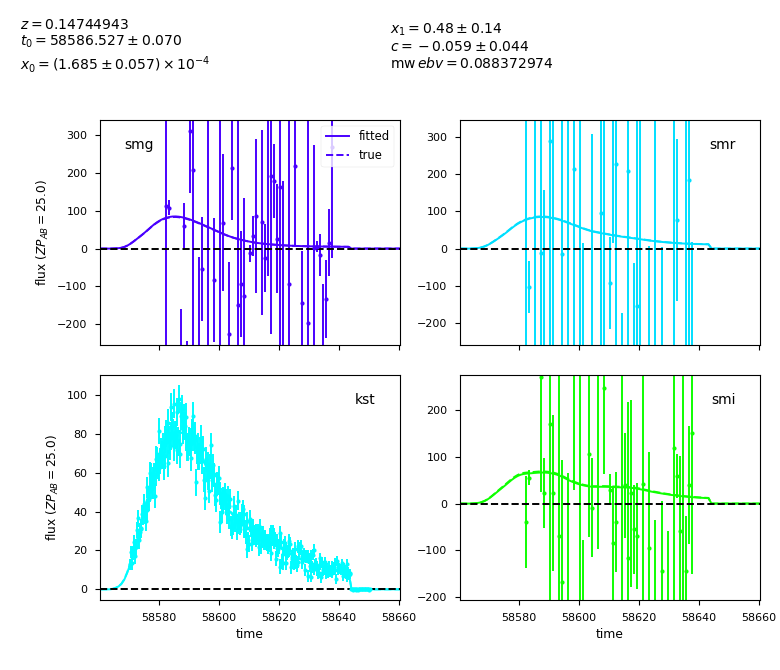 z = 0.14744943
t₀ = 58586.527 ± 0.070
x₀ = (1.685 ± 0.057) × 10⁻⁴
x₁ = 0.48 ± 0.14
c = −0.059 ± 0.044
mw ebv = 0.088372974
smg
fitted
true
flux (ZP_AB = 25.0)
300
200
100
0
−100
−200
smr
300
200
100
0
−100
−200
kst
flux (ZP_AB = 25.0)
100
80
60
40
20
0
58580 58600 58620 58640 58660
time
smi
200
100
0
−100
−200
58580 58600 58620 58640 58660
time